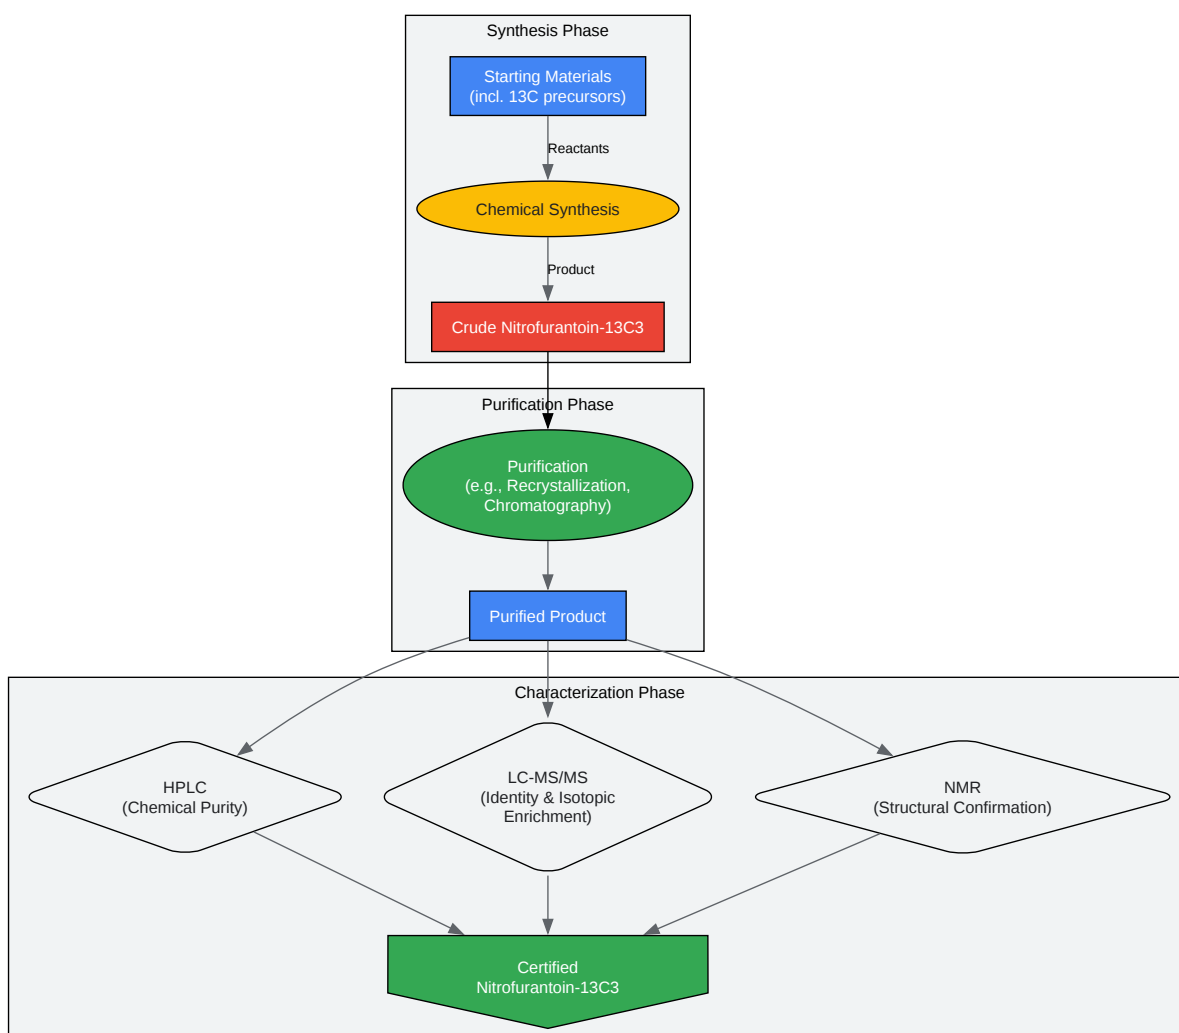 Synthesis Phase
Starting Materials
(incl. 13C precursors)
Reactants
Chemical Synthesis
Product
Crude Nitrofurantoin-13C3
Purification Phase
Purification
(e.g., Recrystallization,
Chromatography)
Purified Product
Characterization Phase
HPLC
(Chemical Purity)
LC-MS/MS
(Identity & Isotopic
Enrichment)
NMR
(Structural Confirmation)
Certified
Nitrofurantoin-13C3